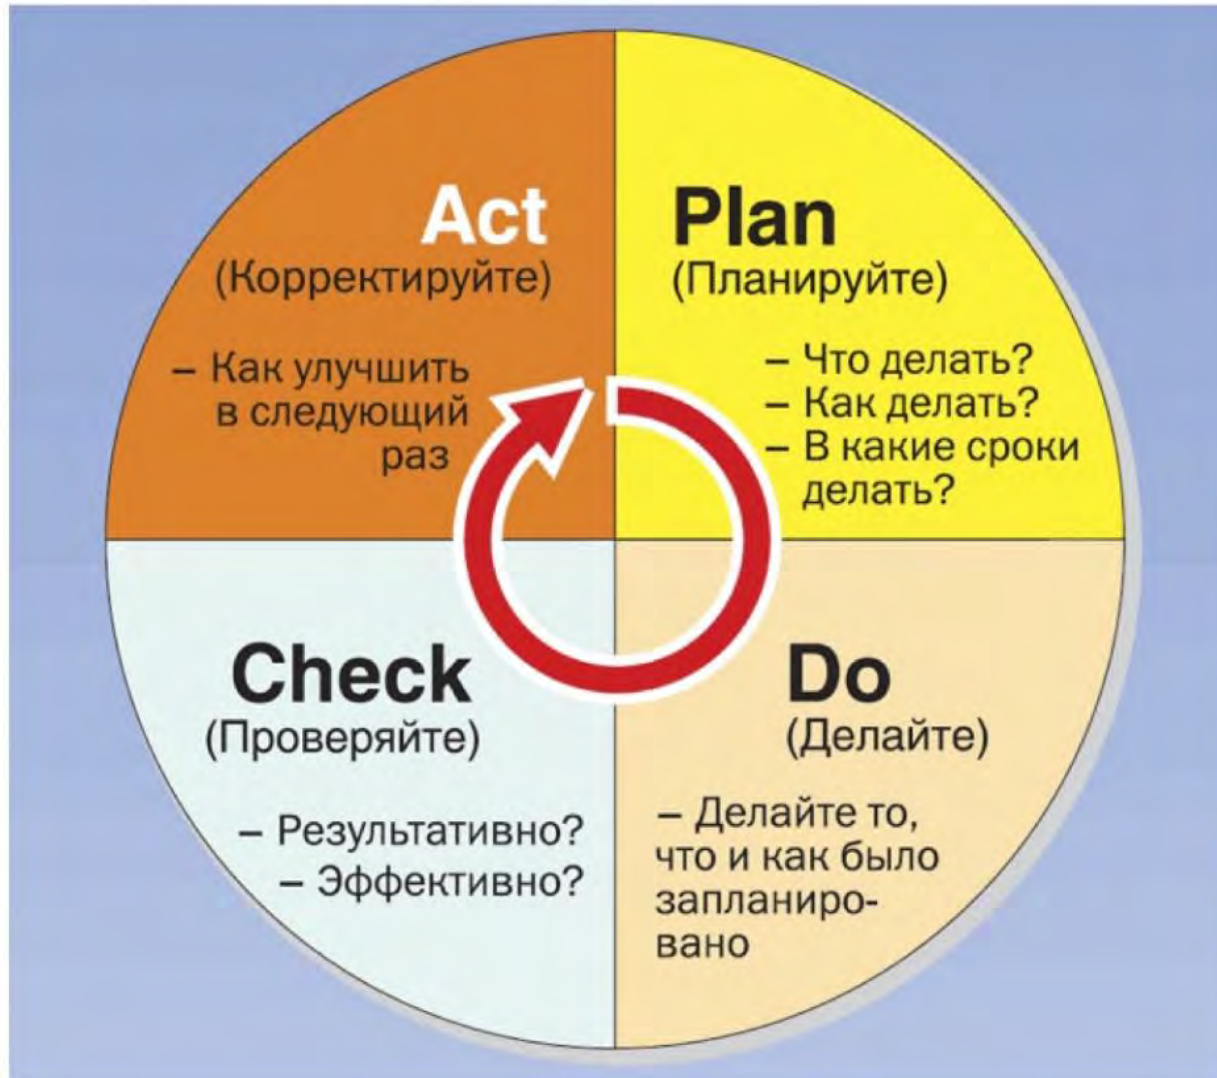 Act
(Корректируйте)
– Как улучшить
в следующий
раз
Plan
(Планируйте)
– Что делать?
– Как делать?
– В какие сроки
делать?
Check
(Проверяйте)
– Результативно?
– Эффективно?
Do
(Делайте)
– Делайте то,
что и как было
запланиро-
вано